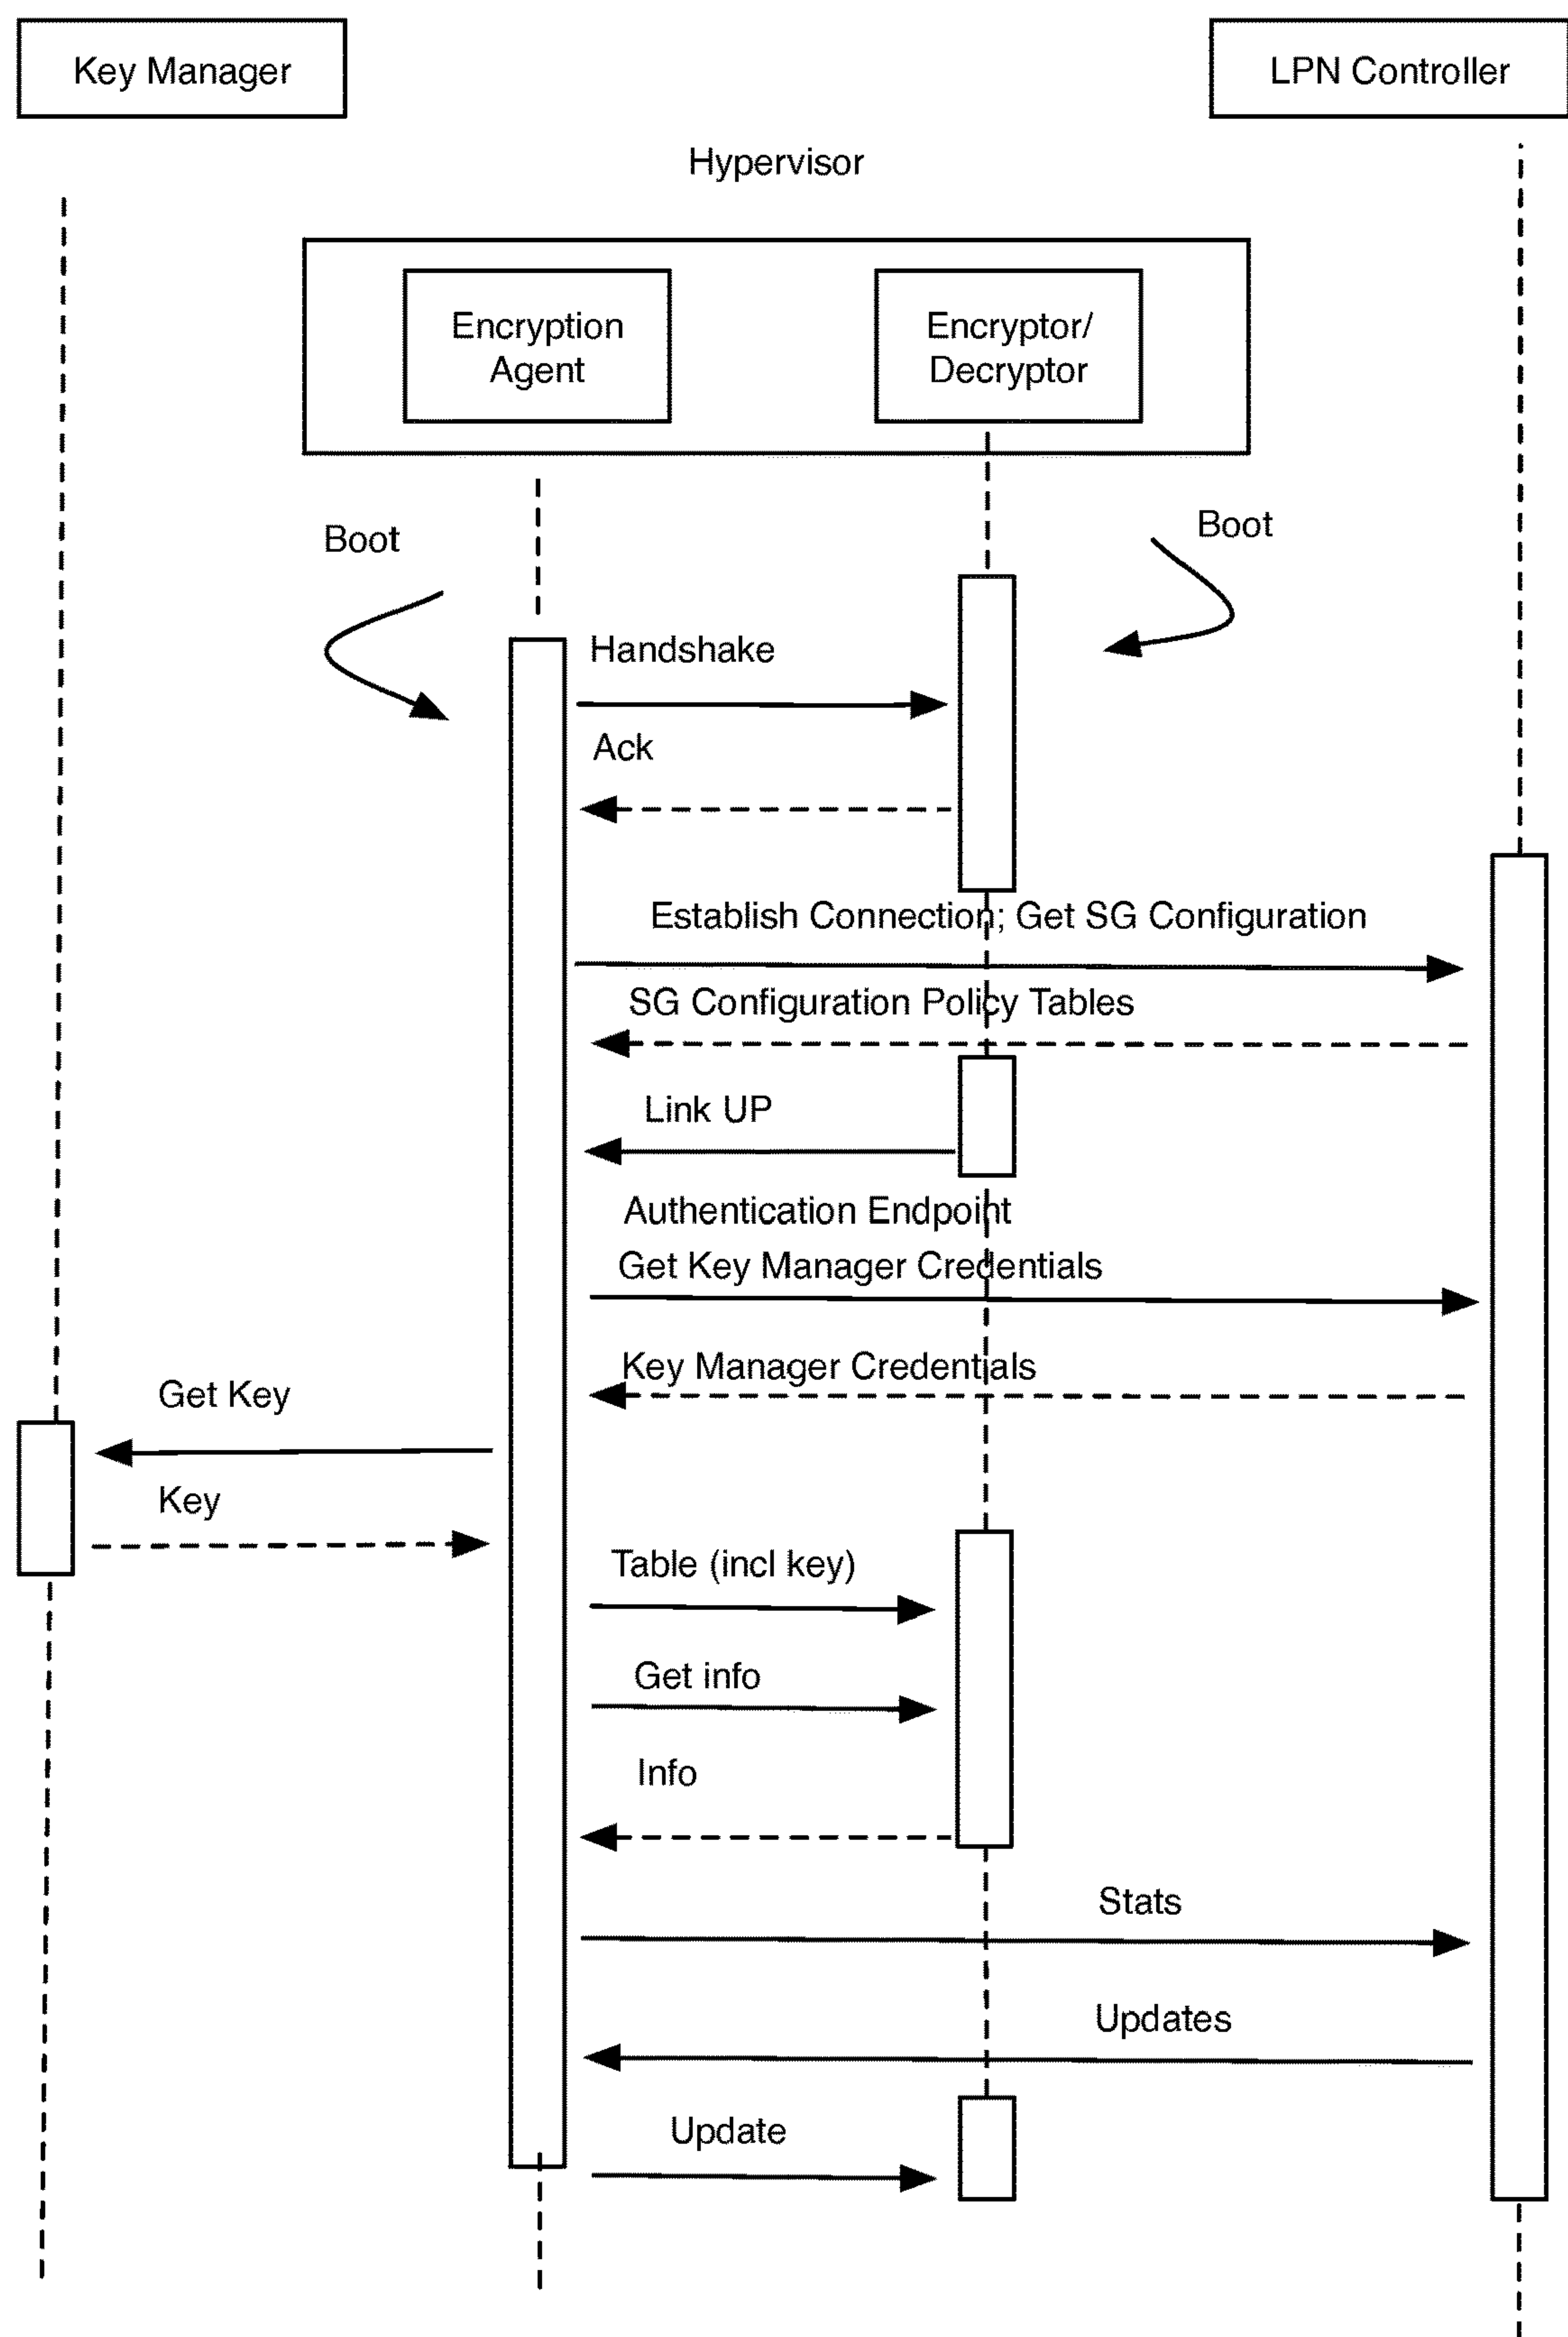 Key Manager
LPN Controller
Hypervisor
Encryption
Agent
Encryptor/
Decryptor
Boot
Boot
Handshake
Ack
Establish Connection; Get SG Configuration
SG Configuration Policy Tables
Link UP
Authentication Endpoint
Get Key Manager Credentials
Key Manager Credentials
Get Key
Key
Table (incl key)
Get info
Info
Stats
Updates
Update